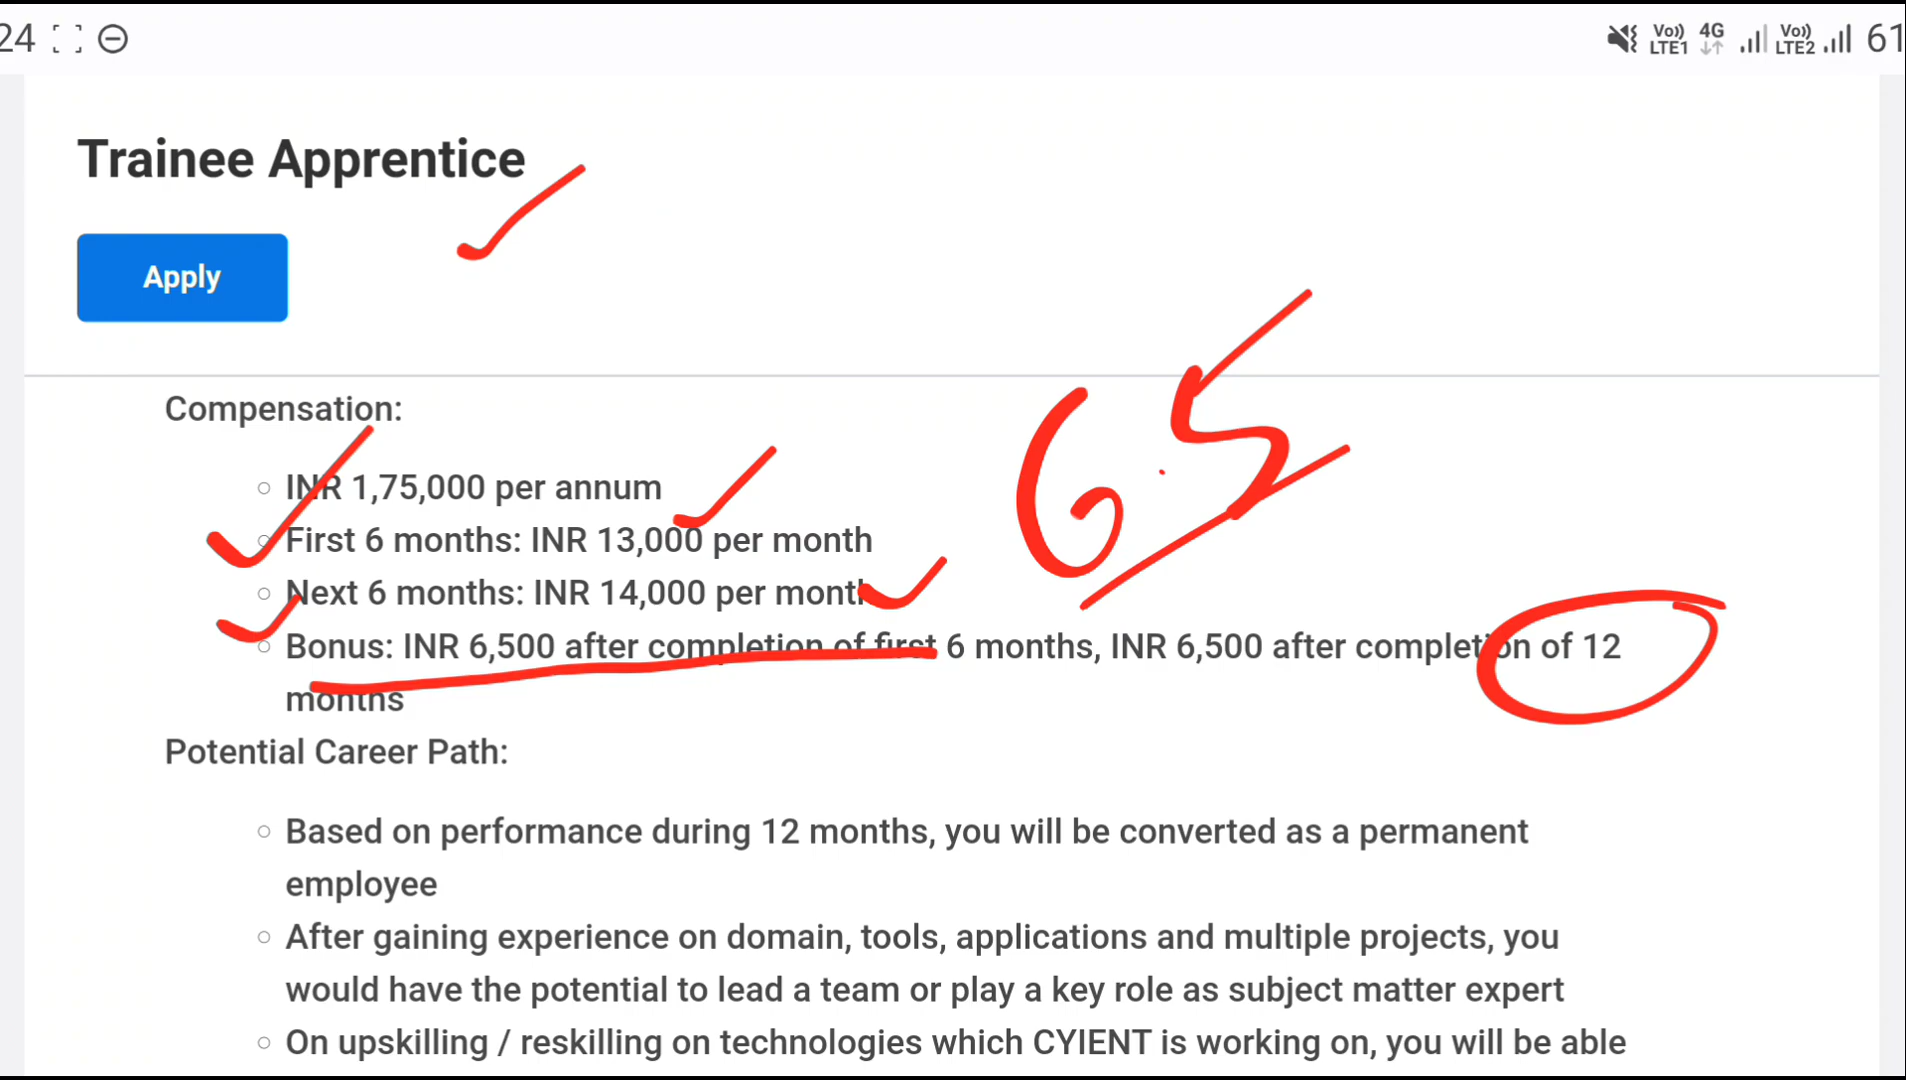 24
Vo)) LTE1 4G Vo)) LTE2 61
Trainee Apprentice
Apply
Compensation:
INR 1,75,000 per annum
First 6 months: INR 13,000 per month
Next 6 months: INR 14,000 per month
Bonus: INR 6,500 after completion of first 6 months, INR 6,500 after completion of 12
months
6.5
Potential Career Path:
Based on performance during 12 months, you will be converted as a permanent
employee
After gaining experience on domain, tools, applications and multiple projects, you
would have the potential to lead a team or play a key role as subject matter expert
On upskilling / reskilling on technologies which CYIENT is working on, you will be able